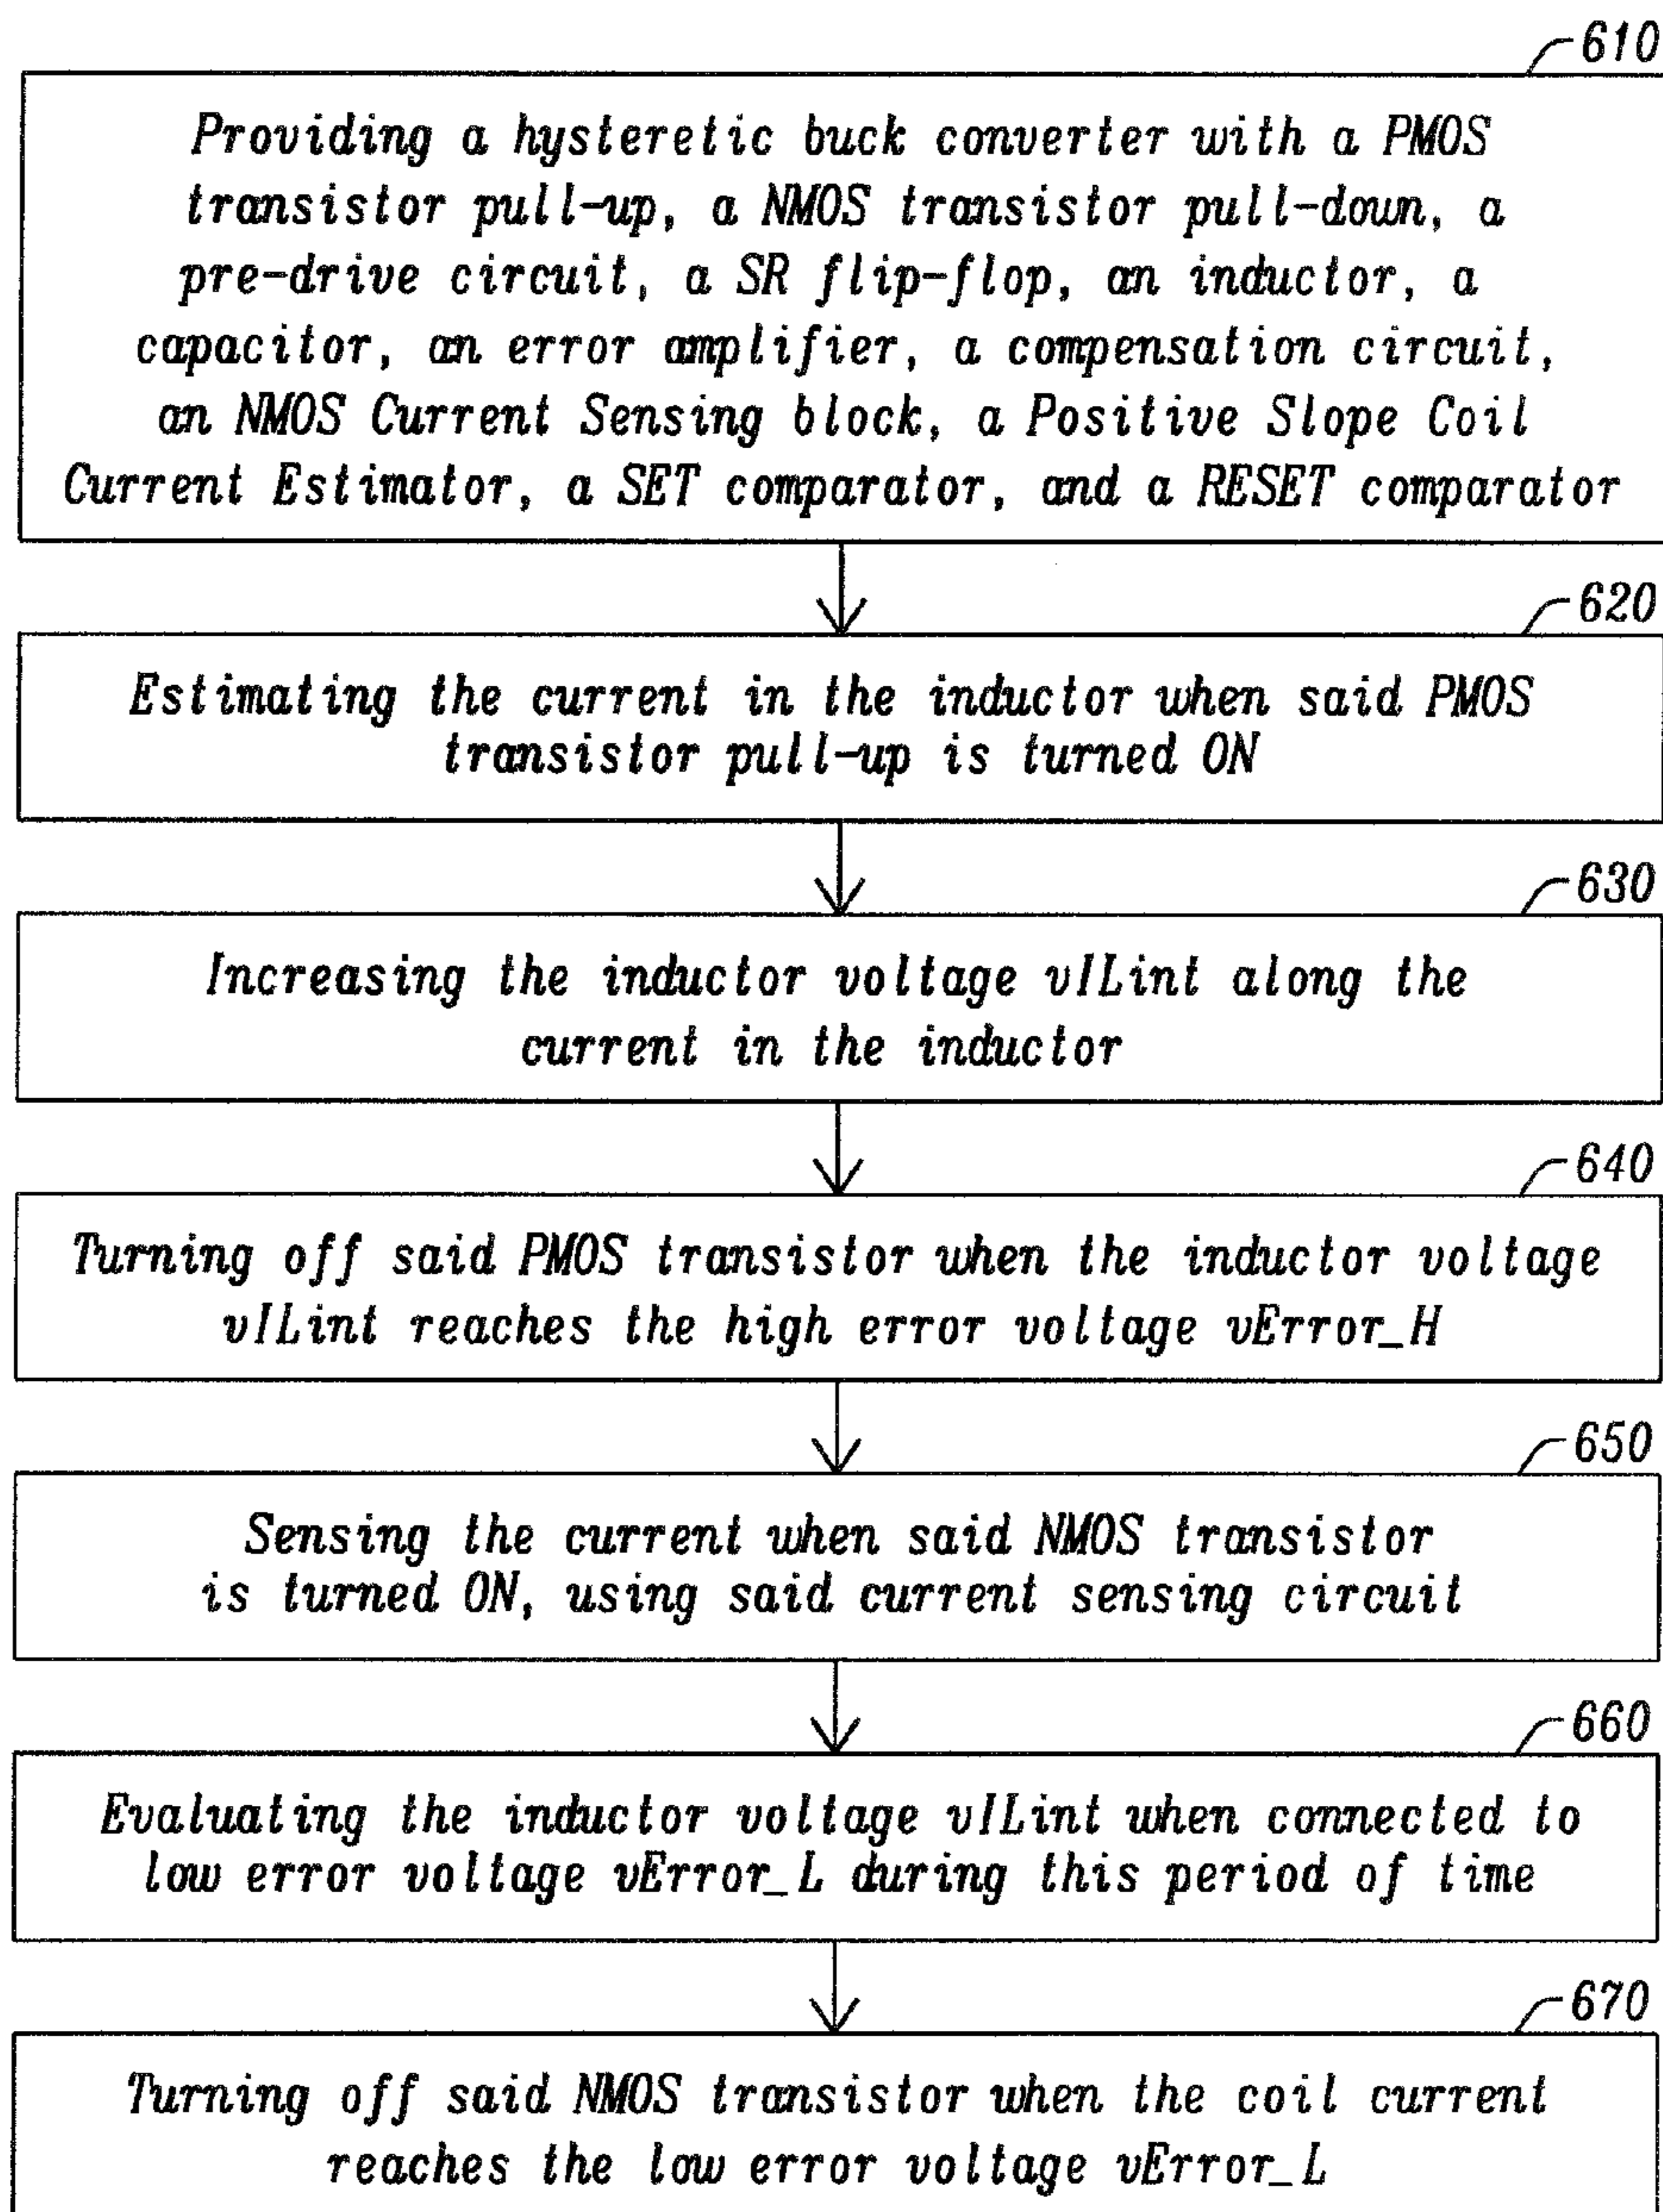 610
Providing a hysteretic buck converter with a PMOS
transistor pull-up, a NMOS transistor pull-down, a
pre-drive circuit, a SR flip-flop, an inductor, a
capacitor, an error amplifier, a compensation circuit,
an NMOS Current Sensing block, a Positive Slope Coil
Current Estimator, a SET comparator, and a RESET comparator
620
Estimating the current in the inductor when said PMOS
transistor pull-up is turned ON
630
Increasing the inductor voltage vILint along the
current in the inductor
640
Turning off said PMOS transistor when the inductor voltage
vILint reaches the high error voltage vError_H
650
Sensing the current when said NMOS transistor
is turned ON, using said current sensing circuit
660
Evaluating the inductor voltage vILint when connected to
low error voltage vError_L during this period of time
670
Turning off said NMOS transistor when the coil current
reaches the low error voltage vError_L